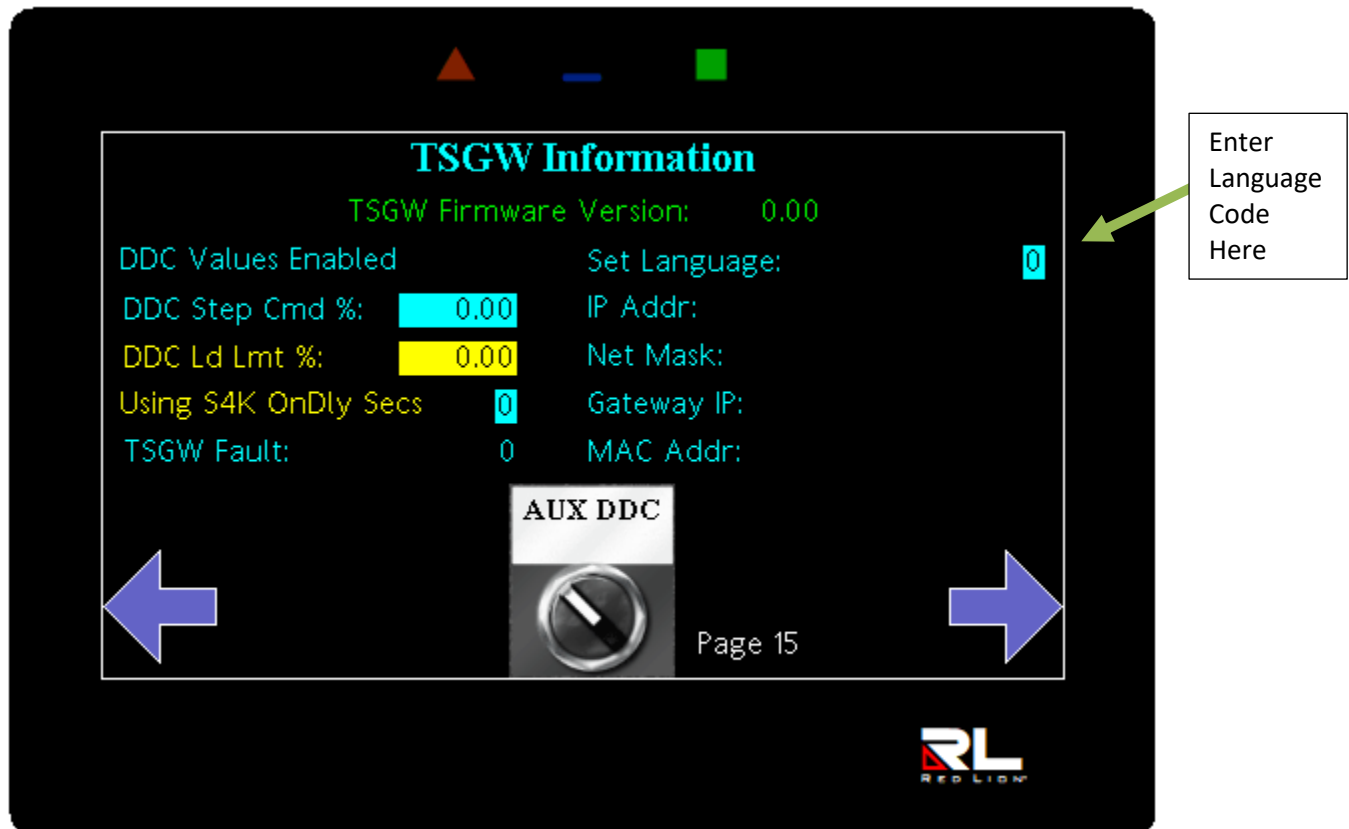 TSGW Information
TSGW Firmware Version: 0.00
DDC Values Enabled
DDC Step Cmd %: 0.00
DDC Ld Lmt %: 0.00
Using S4K OnDly Secs 0
TSGW Fault: 0
Set Language: 0
IP Addr:
Net Mask:
Gateway IP:
MAC Addr:
AUX DDC
Page 15
RL
RED LION
Enter
Language
Code
Here